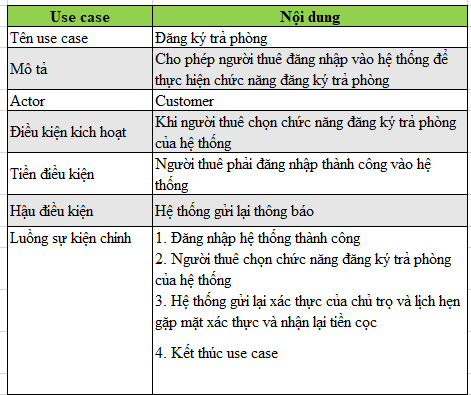 Use case Nội dung
Tên use case Đăng ký trả phòng
Mô tả Cho phép người thuê đăng nhập vào hệ thống để
thực hiện chức năng đăng ký trả phòng
Actor Customer
Điều kiện kích hoạt Khi người thuê chọn chức năng đăng ký trả phòng
của hệ thống
Tiền điều kiện Người thuê phải đăng nhập thành công vào hệ
thống
Hậu điều kiện Hệ thống gửi lại thông báo
Luồng sự kiện chính 1. Đăng nhập hệ thống thành công
2. Người thuê chọn chức năng đăng ký trả phòng
của hệ thống
3. Hệ thống gửi lại xác thực của chủ trọ và lịch hẹn
gặp mặt xác thực và nhận lại tiền cọc
4. Kết thúc use case